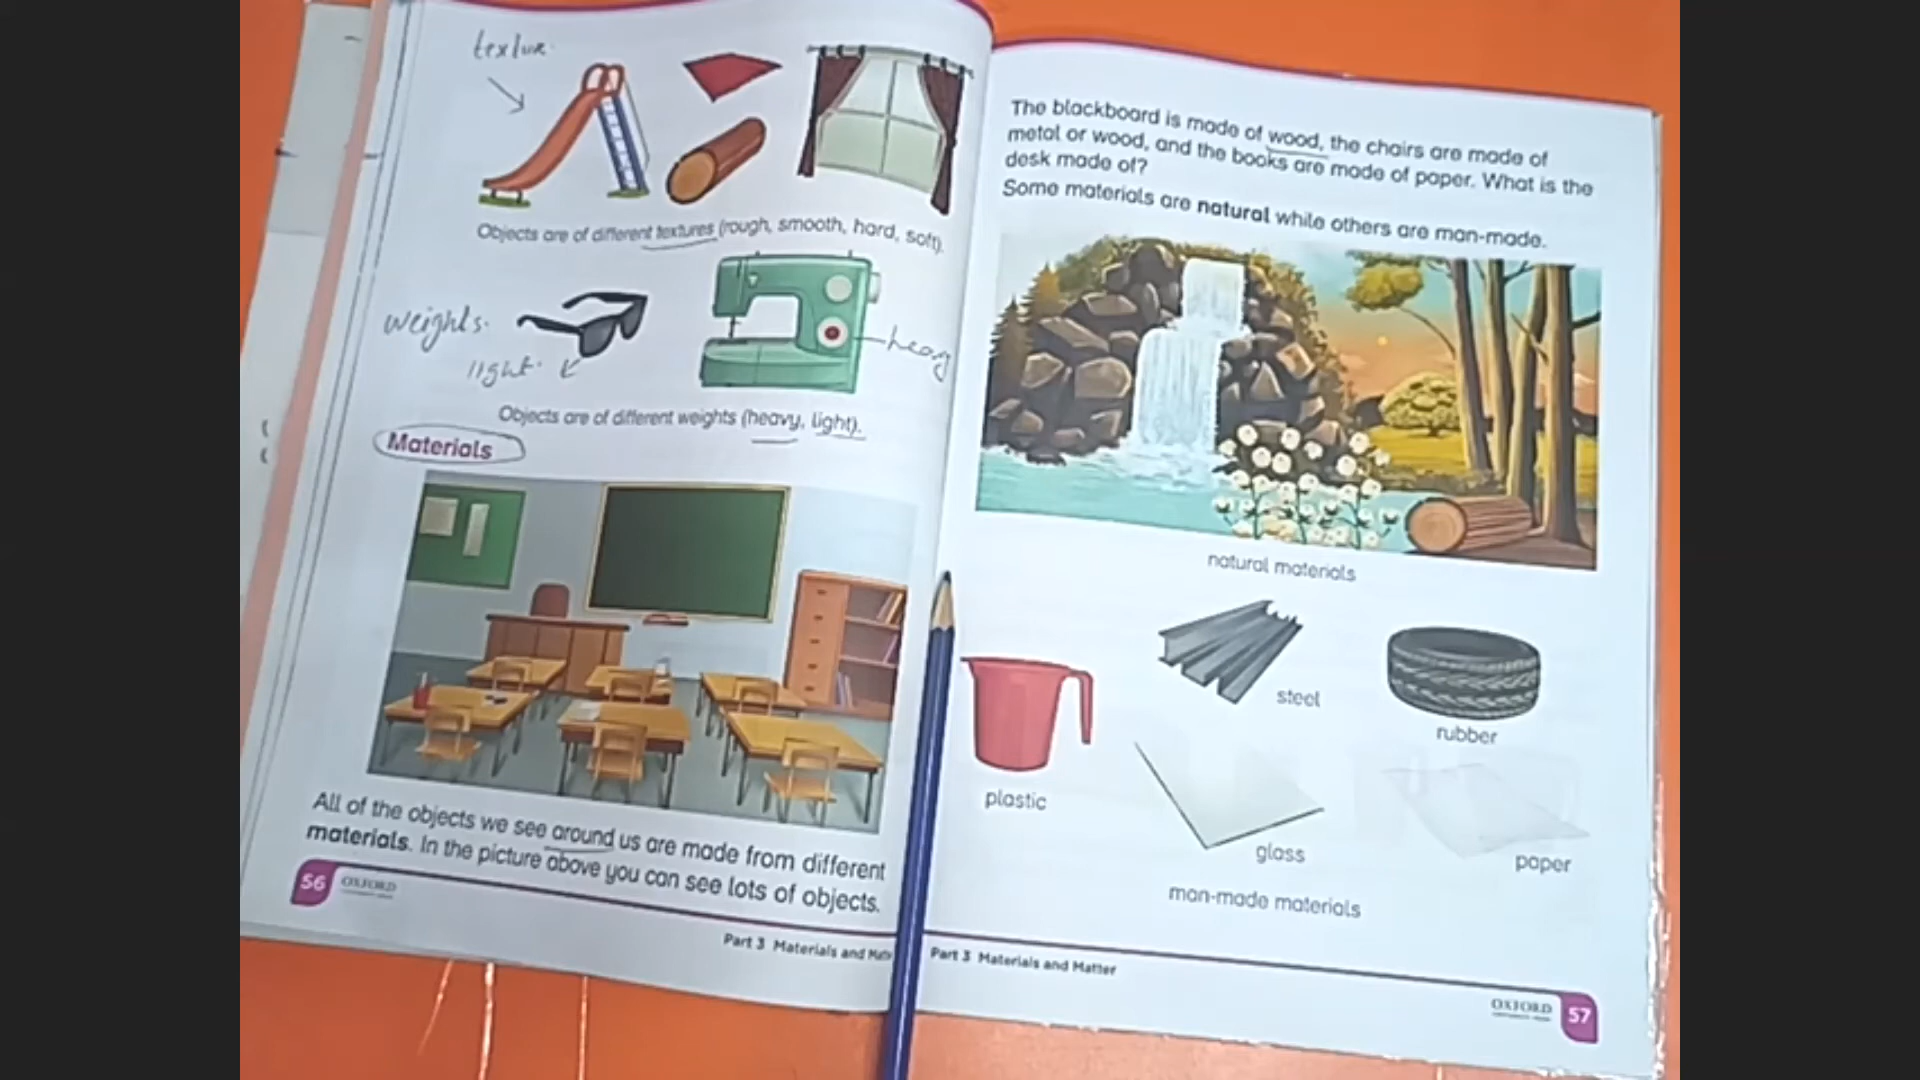 textur
Objects are of different textures (rough, smooth, hard, soft).
weights.
light.
heavy
Objects are of different weights (heavy, light).
Materials
All of the objects we see around us are made from different
materials. In the picture above you can see lots of objects.
56 OXFORD
Part 3 Materials and
The blackboard is made of wood, the chairs are made of
metal or wood, and the books are made of paper. What is the
desk made of?
Some materials are natural while others are man-made.
natural materials
steel
rubber
plastic
glass
paper
man-made materials
Part 3 Materials and Matter
OXFORD 57